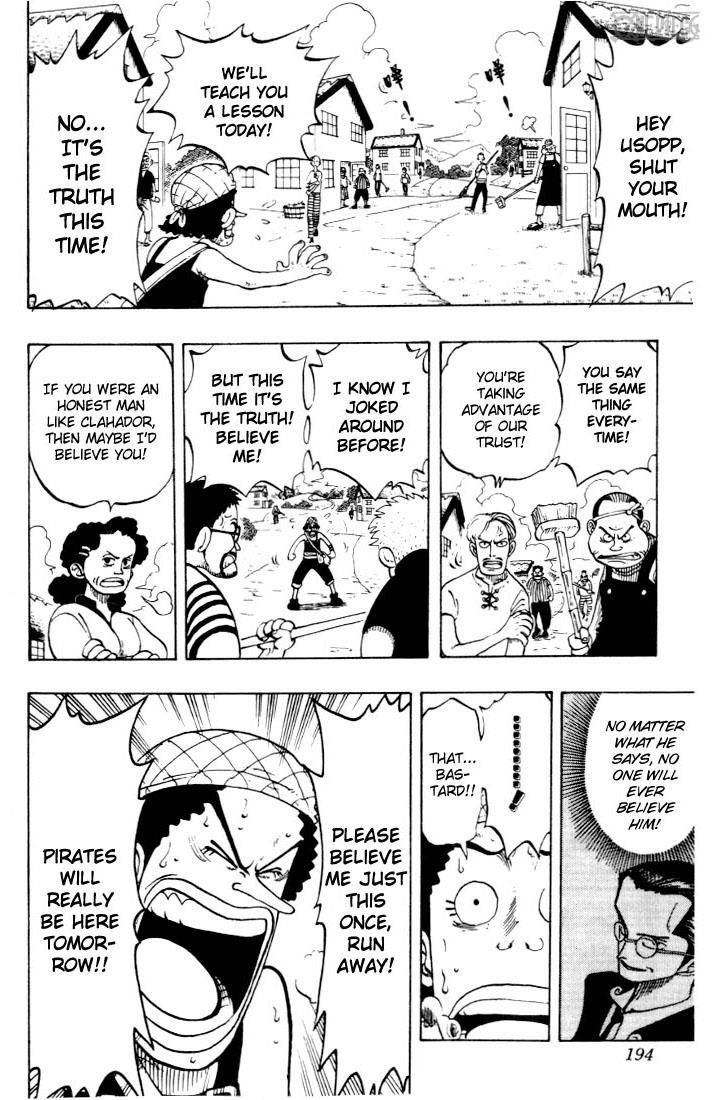 HEY
USOPP,
SHUT
YOUR
MOUTH!
WE'LL
TEACH YOU
A LESSON
TODAY!
NO...
IT'S
THE
TRUTH
THIS
TIME!
YOU SAY
THE SAME
THING
EVERY-
TIME!
YOU'RE
TAKING
ADVANTAGE
OF OUR
TRUST!
I KNOW I
JOKED
AROUND
BEFORE!
BUT THIS
TIME IT'S
THE TRUTH!
BELIEVE
ME!
IF YOU WERE AN
HONEST MAN
LIKE CLAHADOR,
THEN MAYBE I'D
BELIEVE YOU!
NO MATTER
WHAT HE
SAYS, NO
ONE WILL
EVER
BELIEVE
HIM!
THAT...
BAS-
TARD!!
PLEASE
BELIEVE
ME JUST
THIS
ONCE,
RUN
AWAY!
PIRATES
WILL
REALLY
BE HERE
TOMOR-
ROW!!
194